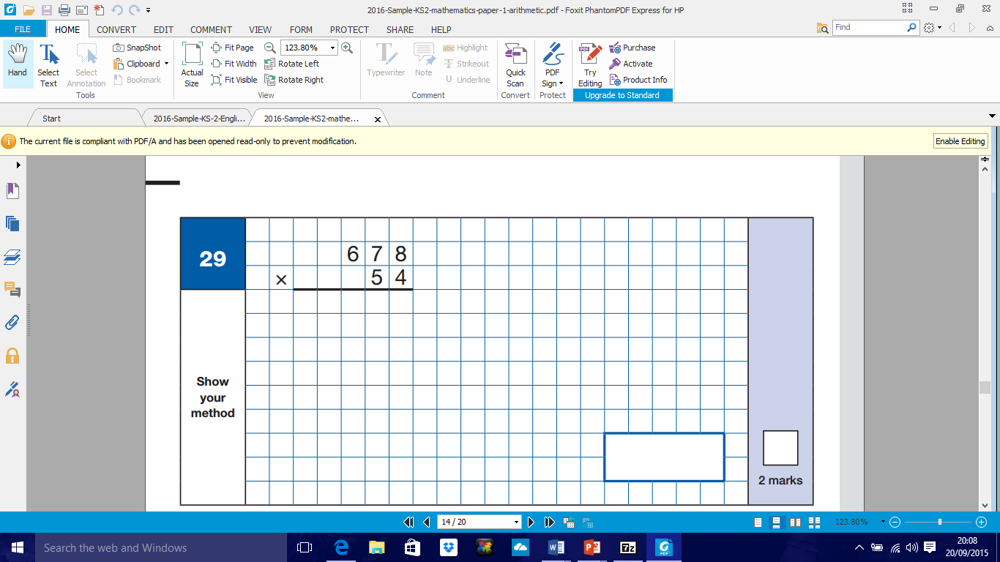 2016-Sample-KS2-mathematics-paper-1-arithmetic.pdf - Foxit PhantomPDF Express for HP
FILE HOME CONVERT EDIT COMMENT VIEW FORM PROTECT SHARE HELP
Find
Hand
Select Text
Select Annotation
SnapShot
Clipboard
Bookmark
Tools
Actual Size
Fit Page
Fit Width
Fit Visible
123.80%
Rotate Left
Rotate Right
View
Typewriter
Note
abc Highlight
T Strikeout
U Underline
Comment
Quick Scan
Convert
PDF Sign
Protect
Try Editing
Purchase
Activate
Product Info
Upgrade to Standard
Start
2016-Sample-KS-2-Engli...
2016-Sample-KS2-mathe...
The current file is compliant with PDF/A and has been opened read-only to prevent modification.
Enable Editing
29
6 7 8
× 5 4
Show
your
method
2 marks
14 / 20
123.80%
Search the web and Windows
20:08
20/09/2015